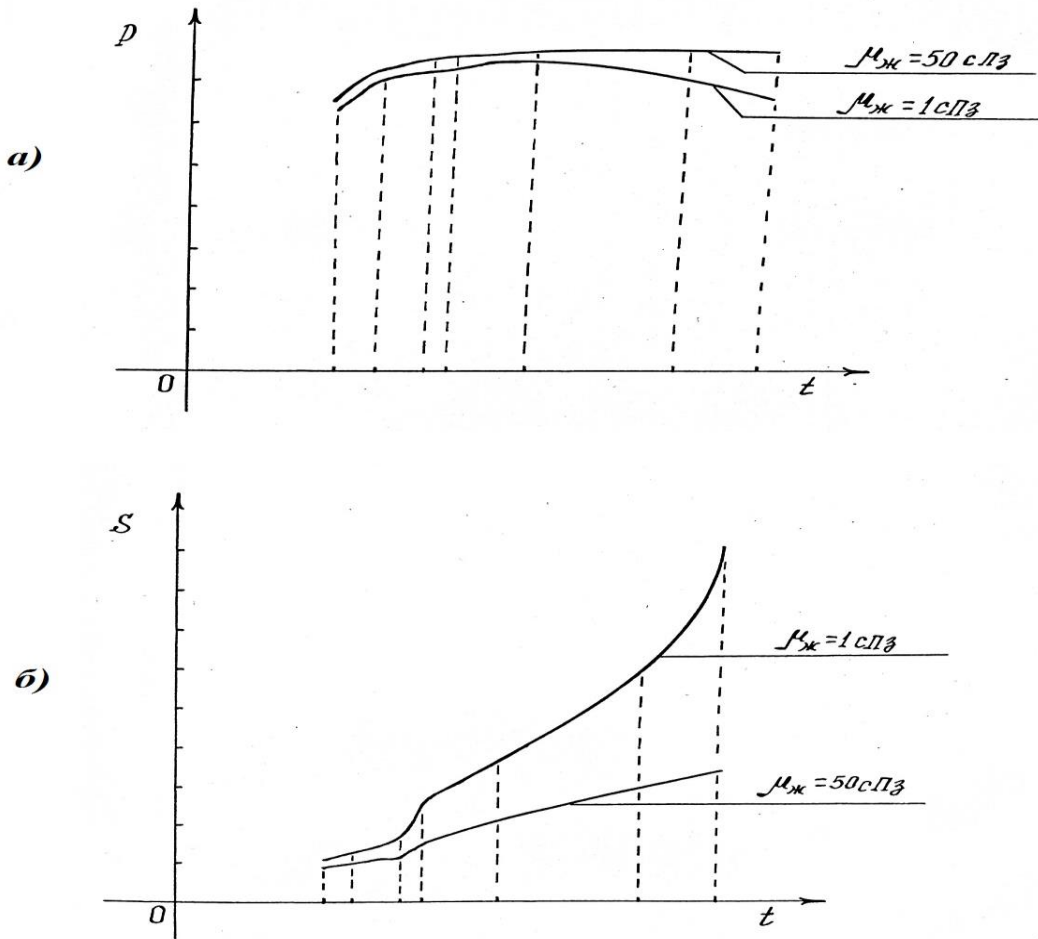 р
μж = 50 сПз
μж = 1 сПз
а)
0
t
S
μж = 1 сПз
б)
μж = 50 сПз
0
t